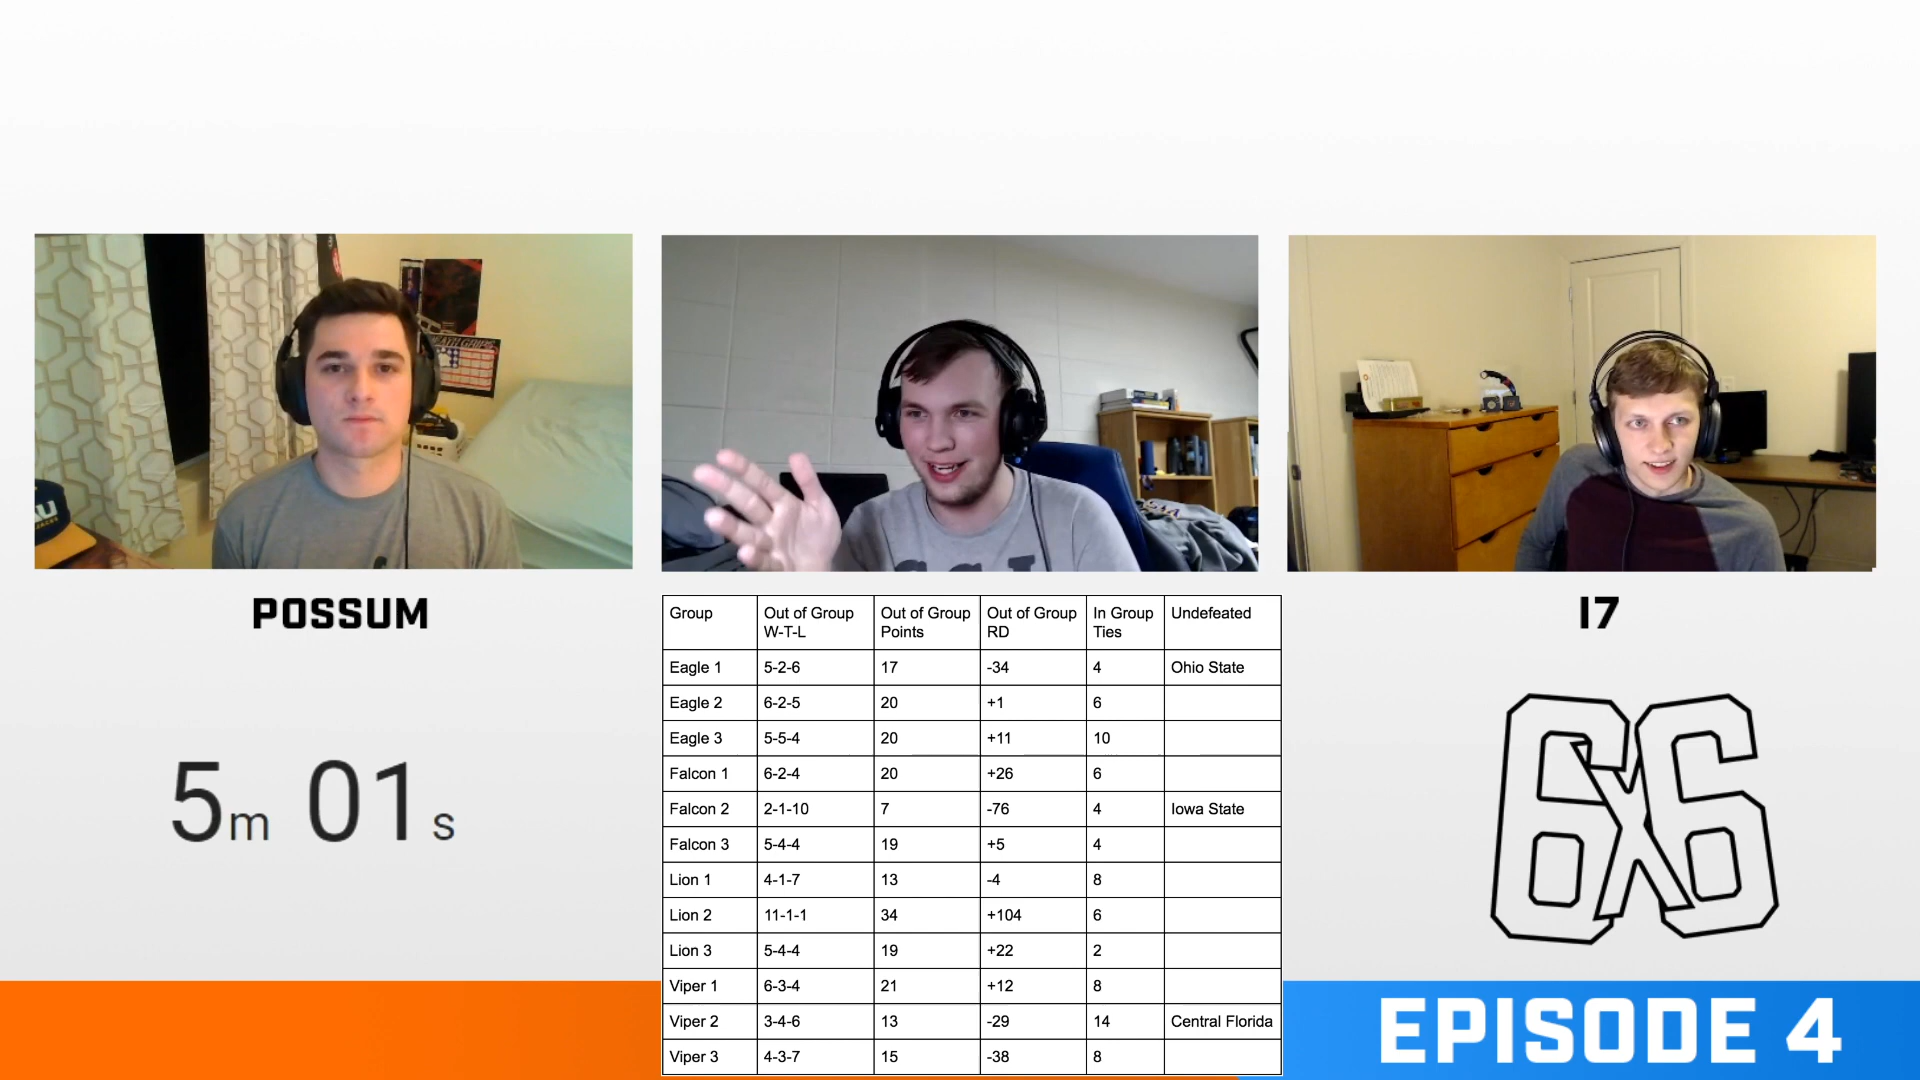 POSSUM
I7
5m 01s
6X6
Group Out of Group W-T-L Out of Group Points Out of Group RD In Group Ties Undefeated
Eagle 1 5-2-6 17 -34 4 Ohio State
Eagle 2 6-2-5 20 +1 6
Eagle 3 5-5-4 20 +11 10
Falcon 1 6-2-4 20 +26 6
Falcon 2 2-1-10 7 -76 4 Iowa State
Falcon 3 5-4-4 19 +5 4
Lion 1 4-1-7 13 -4 8
Lion 2 11-1-1 34 +104 6
Lion 3 5-4-4 19 +22 2
Viper 1 6-3-4 21 +12 8
Viper 2 3-4-6 13 -29 14 Central Florida
Viper 3 4-3-7 15 -38 8
EPISODE 4